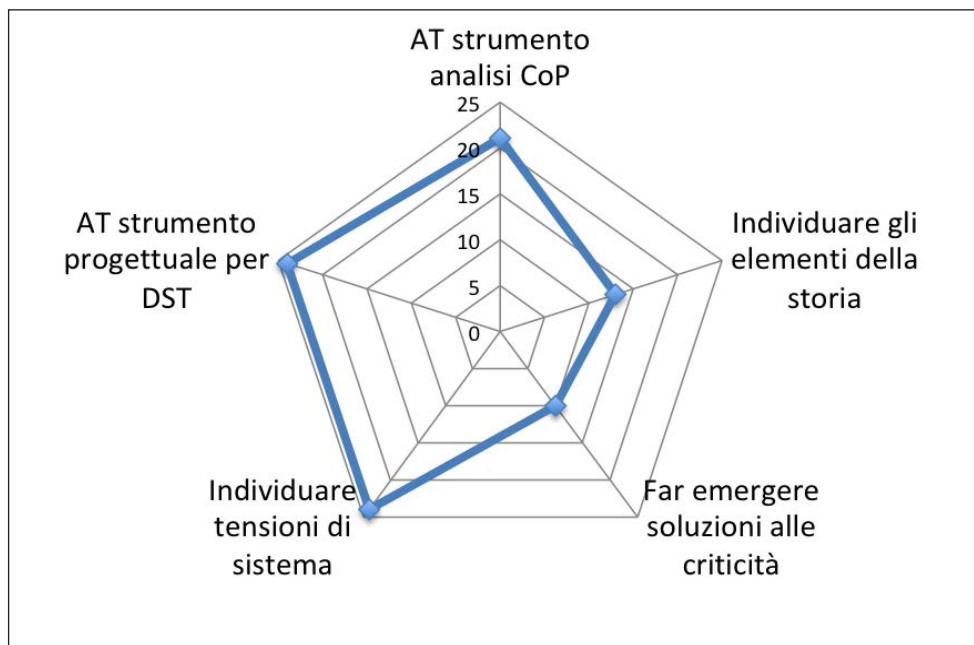 AT strumento
analisi CoP
25
20
15
10
5
0
Individuare gli
elementi della
storia
Far emergere
soluzioni alle
criticità
Individuare
tensioni di
sistema
AT strumento
progettuale per
DST